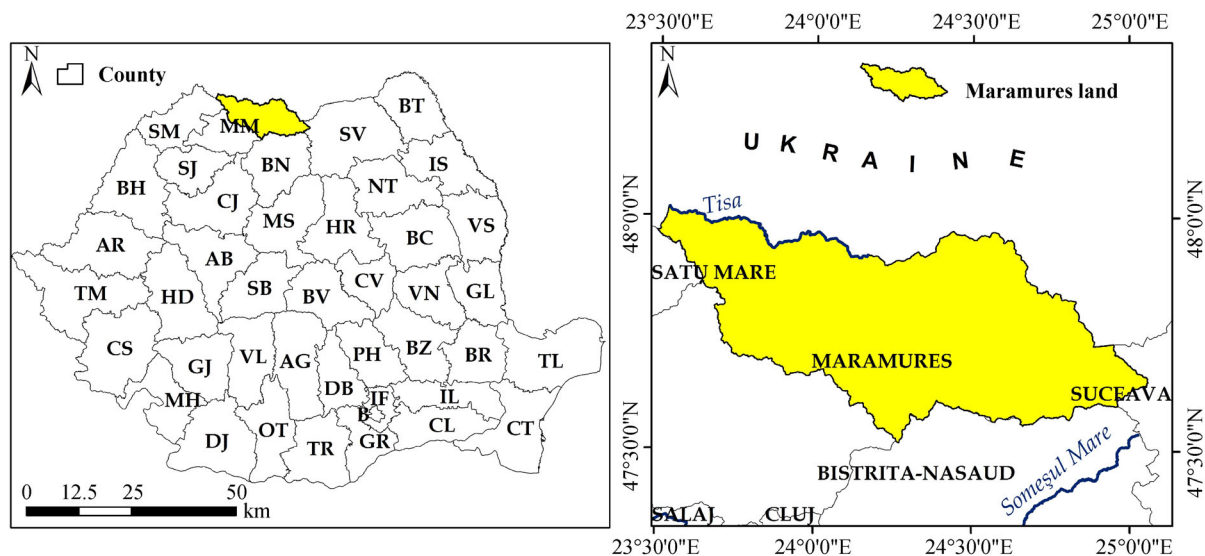 N
County
BT
SM
MM
SV
SJ
BN
IS
BH
CJ
NT
MS
HR
VS
AR
AB
BC
TM
HD
SB
BV
CV
VN
GL
CS
GJ
VL
AG
PH
BZ
BR
TL
DB
MH
IF
IL
B
DJ
OT
TR
GR
CL
CT
0 12.5 25 50
km
23°30'0"E 24°0'0"E 24°30'0"E 25°0'0"E
N
Maramures land
UKRAINE
Tisa
48°0'0"N
48°0'0"N
SATU MARE
MARAMURES
SUCEAVA
BISTRITA-NASAUD
Someşul Mare
47°30'0"N
47°30'0"N
SALAJ
CLUJ
23°30'0"E 24°0'0"E 24°30'0"E 25°0'0"E